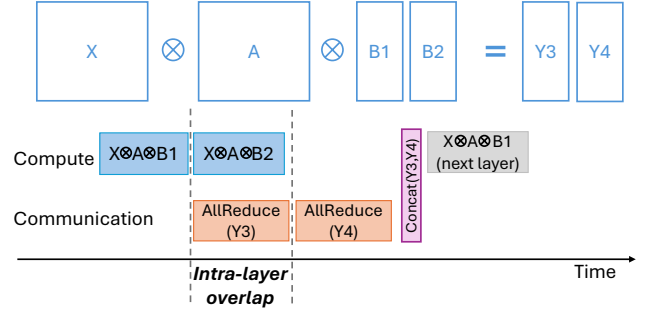 X ⊗ A ⊗ B1 B2 = Y3 Y4
Compute
X⊗A⊗B1
X⊗A⊗B2
Concat(Y3,Y4)
X⊗A⊗B1
(next layer)
Communication
AllReduce
(Y3)
AllReduce
(Y4)
Time
Intra-layer
overlap